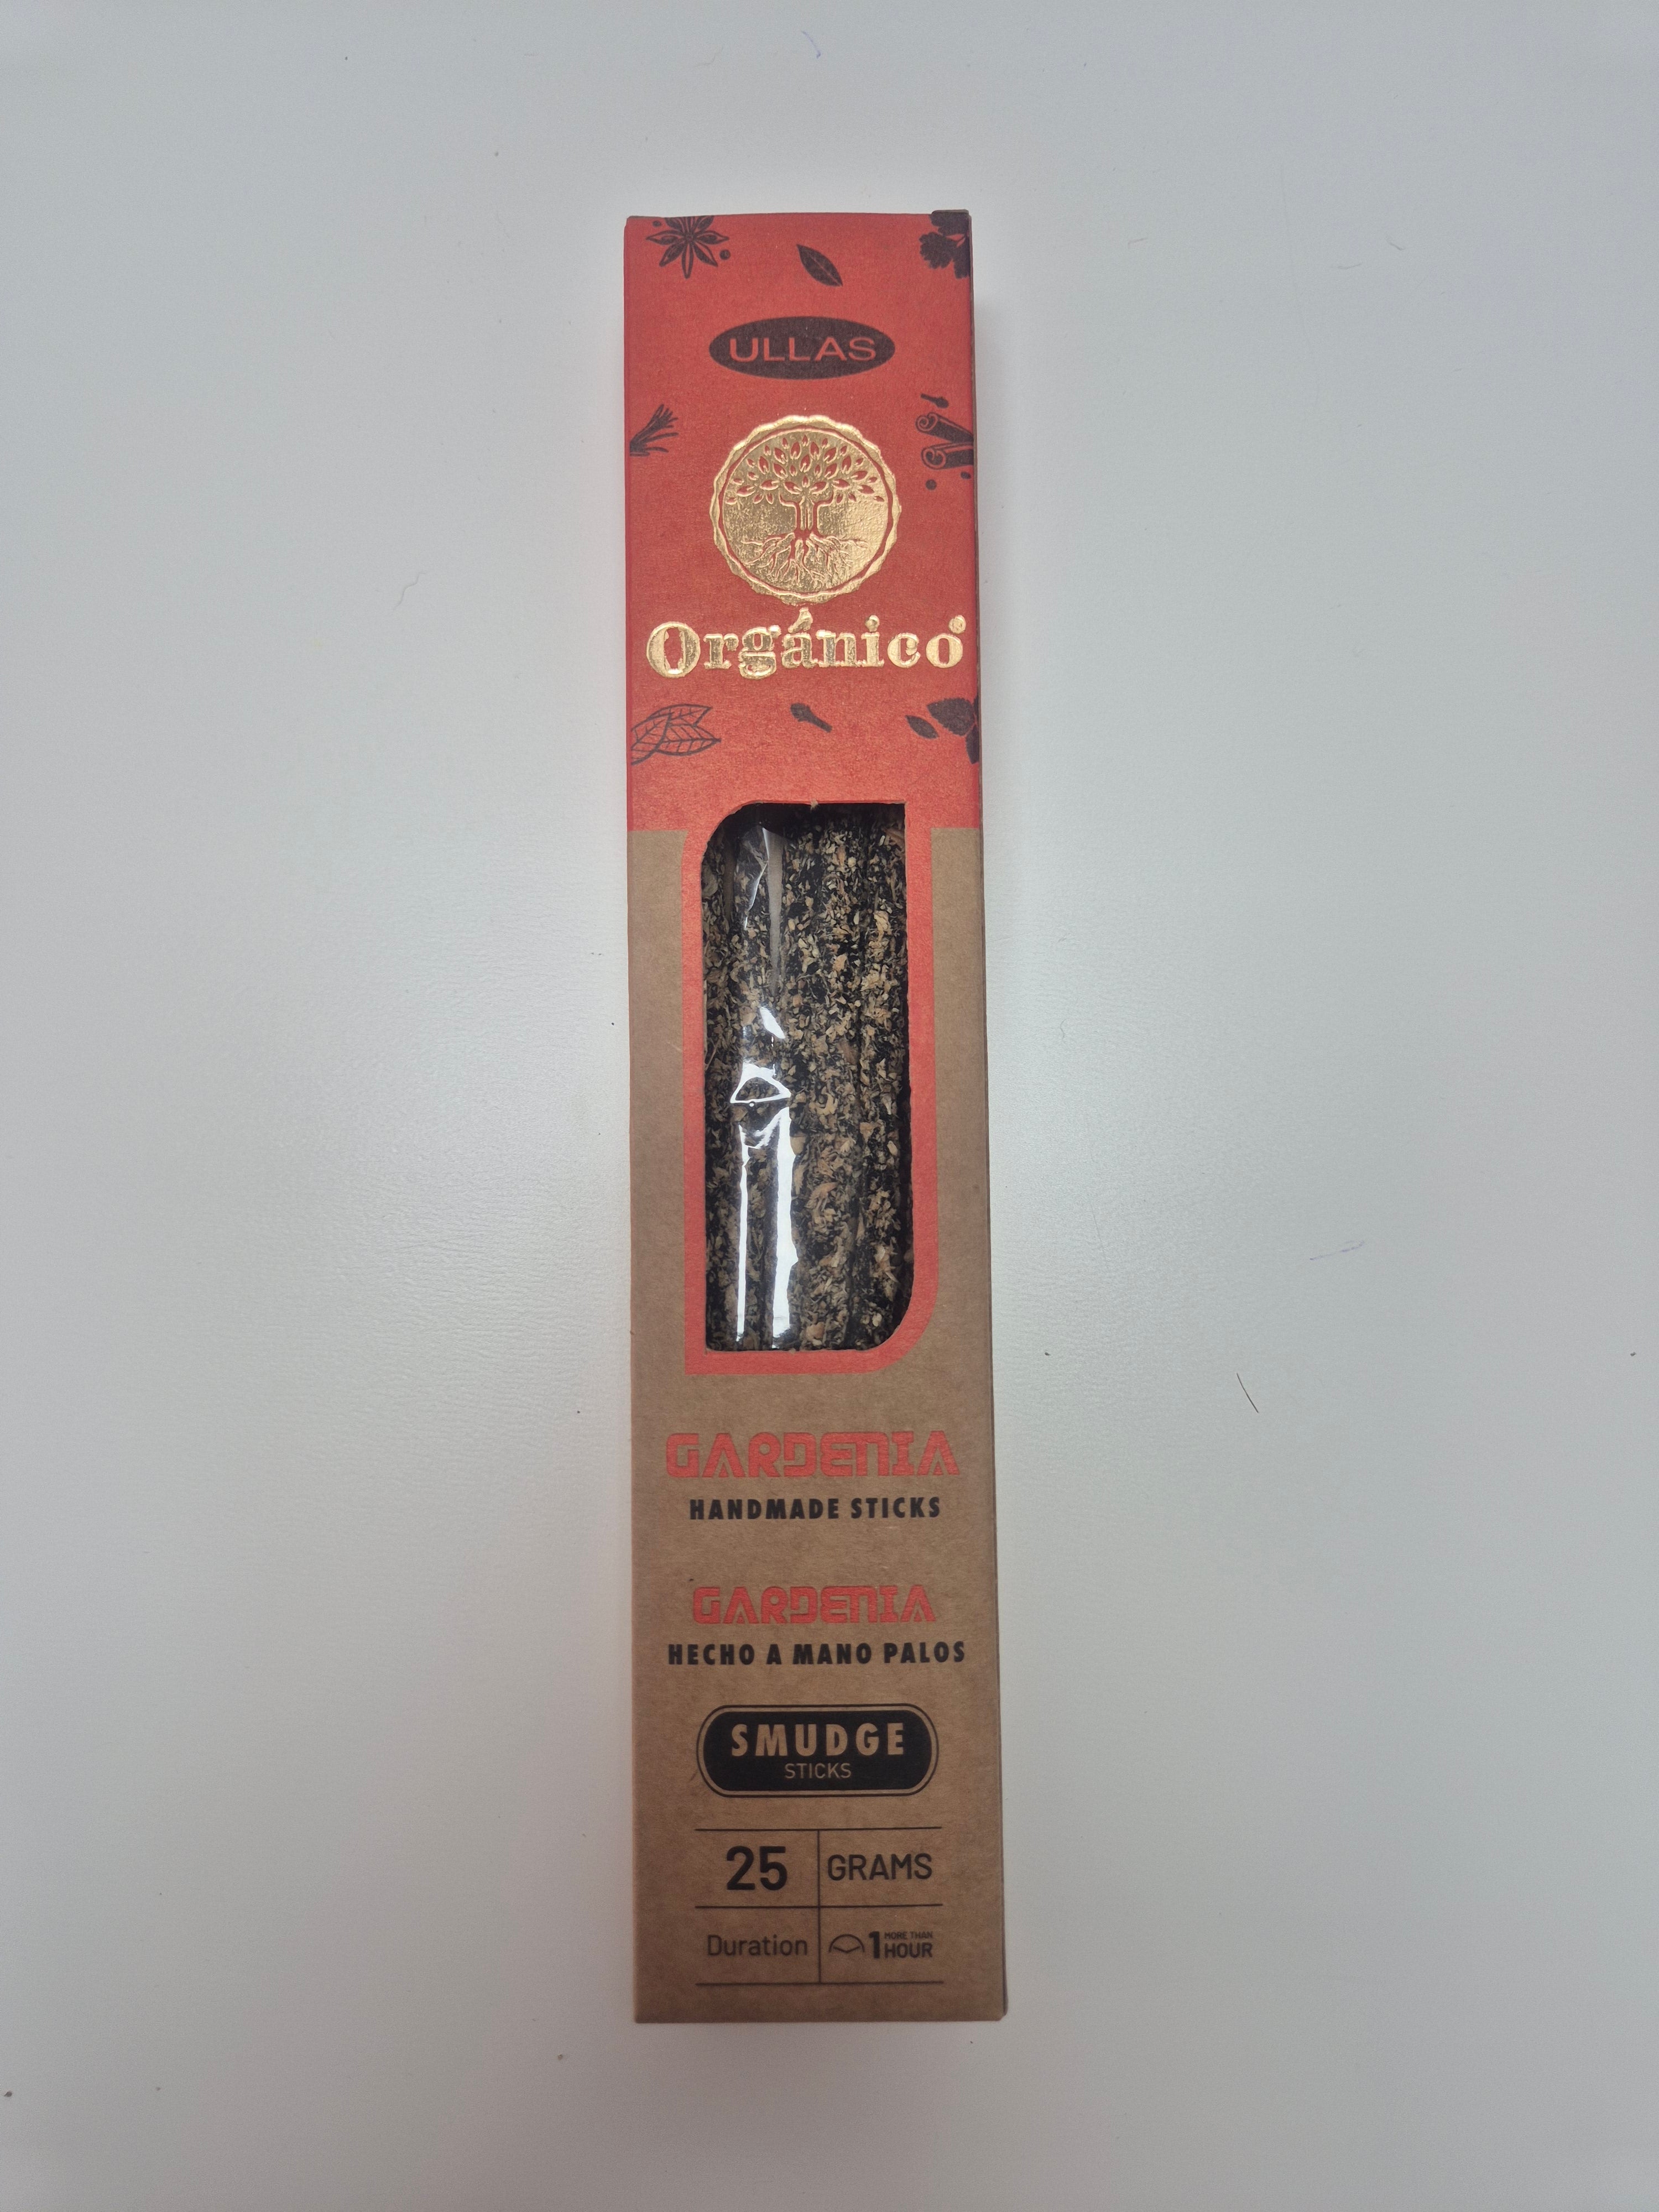 ULLAS
Orgánico
GARDENIA
HANDMADE STICKS
GARDENIA
HECHO A MANO PALOS
SMUDGE
STICKS
25 GRAMS
Duration 1 MORE THAN HOUR